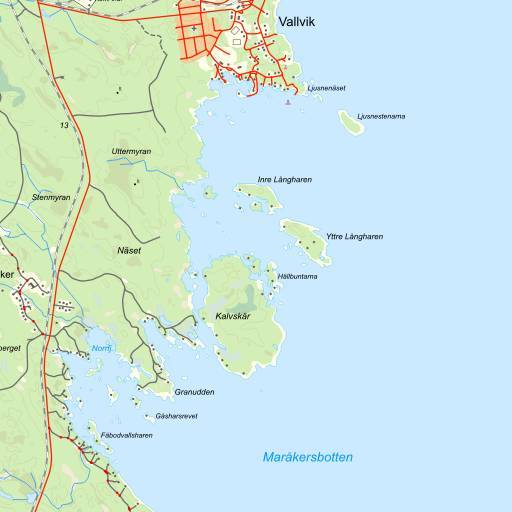 Vallvik
Ljusnenäset
Ljusnestenarna
13
Uttermyran
Inre Långharen
Stenmyran
Yttre Långharen
Näset
Hällbuntarna
ker
Kalvskär
Norrfj.
berget
Granudden
Gåsharsrevet
Fäbodvallsharen
Maråkersbotten